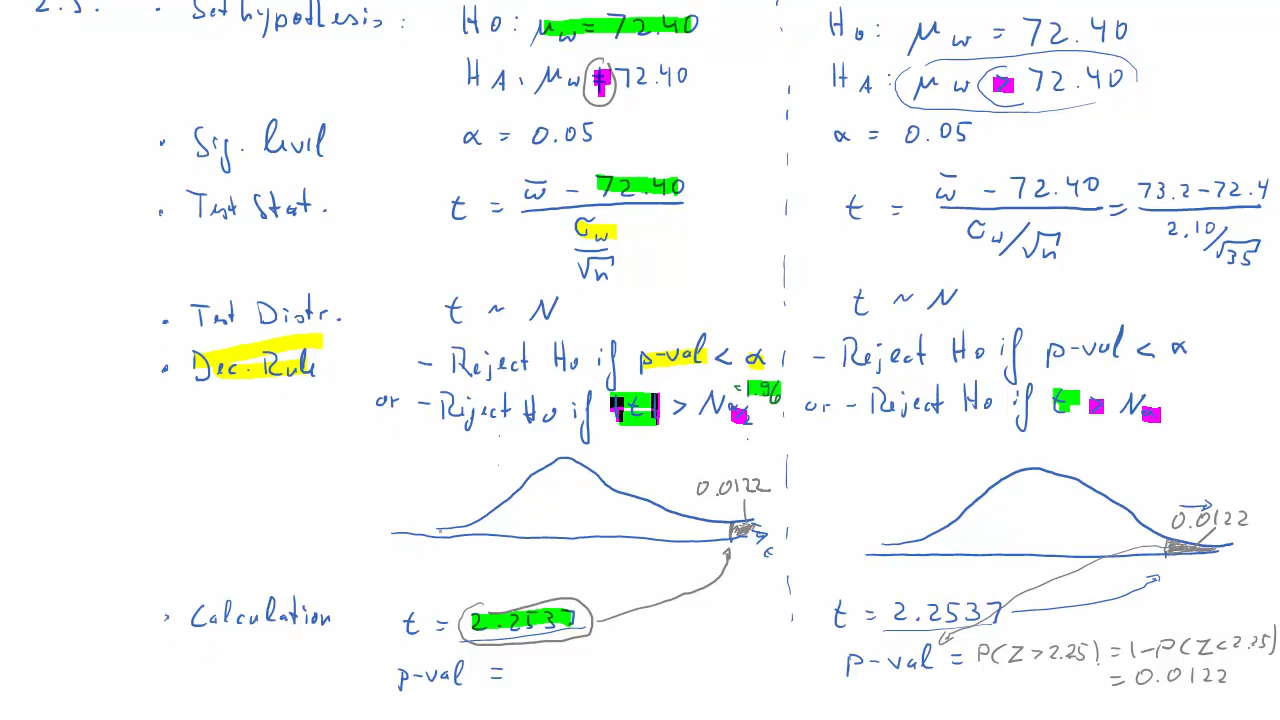 2.3. · Set hypothesis : H0: μw = 72.40 H0: μw = 72.40
HA: μw ≠ 72.40 HA: μw > 72.40
· Sig. level α = 0.05 α = 0.05
· Test Stat. t = w̄ - 72.40 / σw/√n t = w̄ - 72.40 / σw/√n = 73.2-72.4 / 2.10/√35
· Test Distr. t ~ N t ~ N
· Dec. Rule - Reject H0 if p-val < α - Reject H0 if p-val < α
or - Reject H0 if |t| > Nα/2 =1.96 or - Reject H0 if t > Nα
0.0122 0.0122
t
· Calculation t = 2.2537 t = 2.2537
p-val = p-val = P(Z>2.25) = 1-P(Z<2.25)
= 0.0122